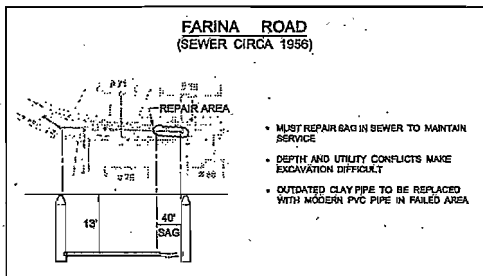 FARINA ROAD
(SEWER CIRCA 1956)
REPAIR AREA
• MUST REPAIR SAG IN SEWER TO MAINTAIN
SERVICE
• DEPTH AND UTILITY CONFLICTS MAKE
EXCAVATION DIFFICULT
• OUTDATED CLAY PIPE TO BE REPLACED
WITH MODERN PVC PIPE IN FAILED AREA
13'
40'
SAG